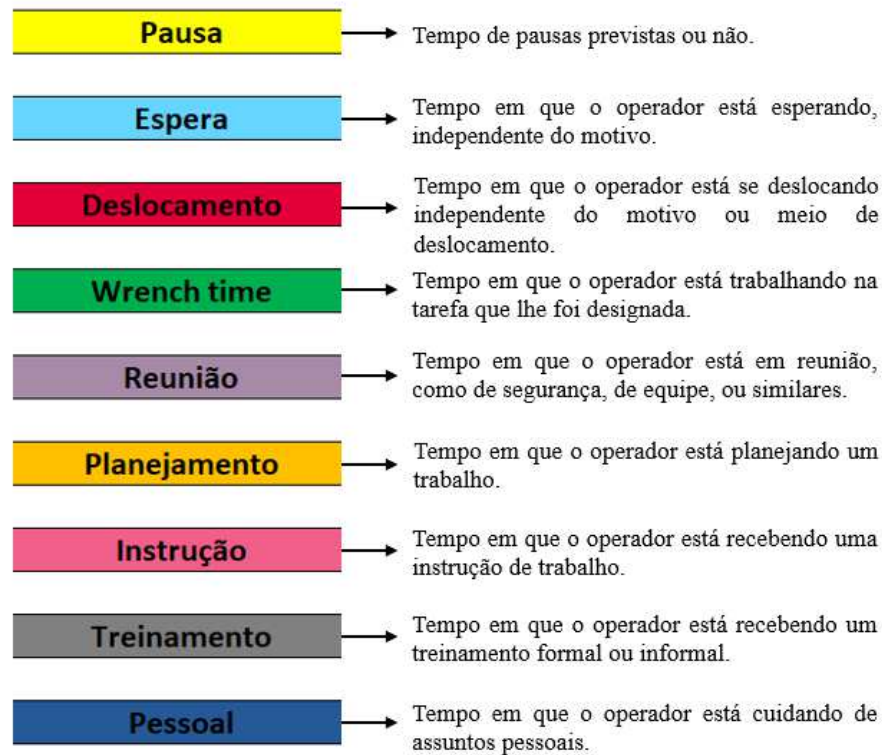 Pausa
Tempo de pausas previstas ou não.
Espera
Tempo em que o operador está esperando,
independente do motivo.
Deslocamento
Tempo em que o operador está se deslocando
independente do motivo ou meio de
deslocamento.
Wrench time
Tempo em que o operador está trabalhando na
tarefa que lhe foi designada.
Reunião
Tempo em que o operador está em reunião,
como de segurança, de equipe, ou similares.
Planejamento
Tempo em que o operador está planejando um
trabalho.
Instrução
Tempo em que o operador está recebendo uma
instrução de trabalho.
Treinamento
Tempo em que o operador está recebendo um
treinamento formal ou informal.
Pessoal
Tempo em que o operador está cuidando de
assuntos pessoais.